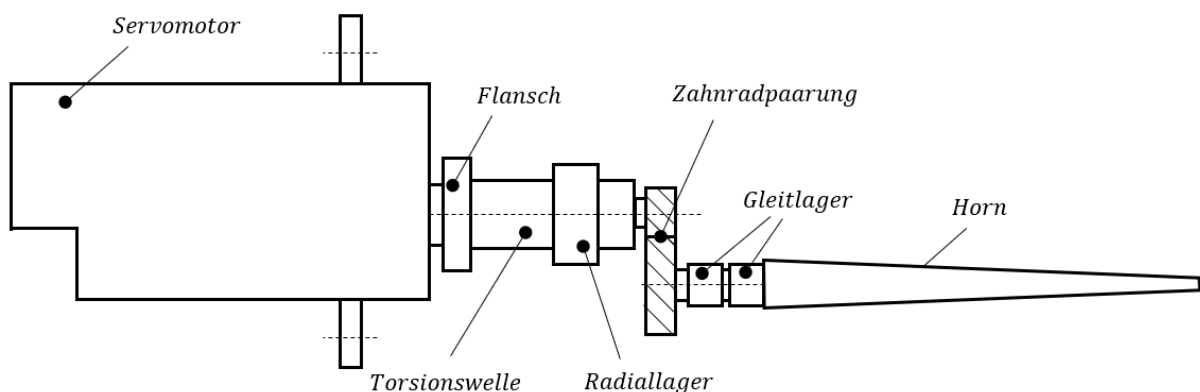 Servomotor
Flansch
Zahnradpaarung
Gleitlager
Horn
Torsionswelle
Radiallager